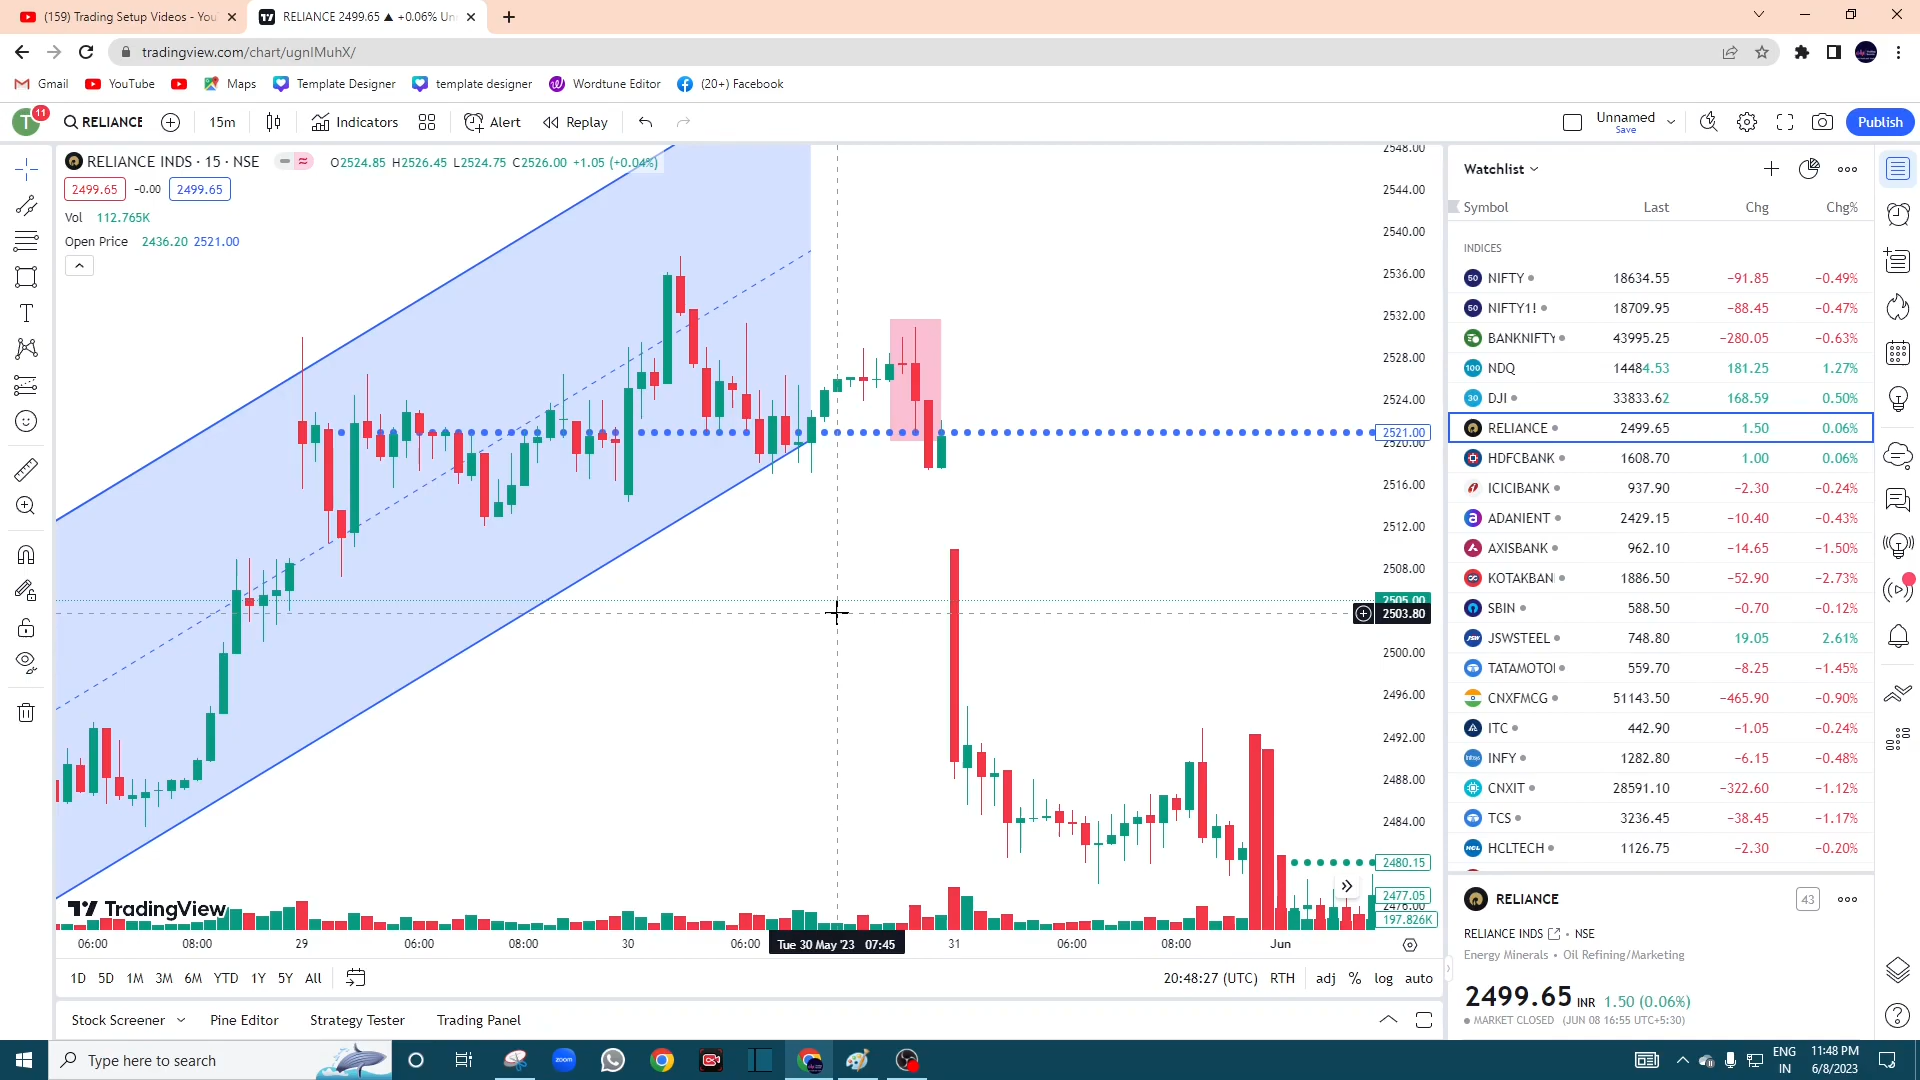 (159) Trading Setup Videos - You
RELIANCE 2499.65 ▲ +0.06% Un
tradingview.com/chart/ugnIMuhX/
Gmail
YouTube
Maps
Template Designer
template designer
Wordtune Editor
(20+) Facebook
T
11
RELIANCE
15m
Indicators
Alert
Replay
Unnamed
Save
Publish
RELIANCE INDS · 15 · NSE
O2524.85 H2526.45 L2524.75 C2526.00 +1.05 (+0.04%)
2499.65
-0.00
2499.65
Vol 112.765K
Open Price 2436.20 2521.00
2548.00
2544.00
2540.00
2536.00
2532.00
2528.00
2524.00
2521.00
2520.00
2516.00
2512.00
2508.00
2505.00
2503.80
2500.00
2496.00
2492.00
2488.00
2484.00
2480.15
2477.05
2476.00
197.826K
TradingView
06:00
08:00
29
06:00
08:00
30
06:00
Tue 30 May '23 07:45
31
06:00
08:00
Jun
1D 5D 1M 3M 6M YTD 1Y 5Y All
20:48:27 (UTC) RTH adj % log auto
Stock Screener
Pine Editor
Strategy Tester
Trading Panel
Watchlist
Symbol Last Chg Chg%
INDICES
50 NIFTY 18634.55 −91.85 −0.49%
50 NIFTY1! 18709.95 −88.45 −0.47%
BANKNIFTY 43995.25 −280.05 −0.63%
100 NDQ 14484.53 181.25 1.27%
30 DJI 33833.62 168.59 0.50%
RELIANCE 2499.65 1.50 0.06%
HDFCBANK 1608.70 1.00 0.06%
ICICIBANK 937.90 −2.30 −0.24%
ADANIENT 2429.15 −10.40 −0.43%
AXISBANK 962.10 −14.65 −1.50%
KOTAKBAN 1886.50 −52.90 −2.73%
SBIN 588.50 −0.70 −0.12%
JSWSTEEL 748.80 19.05 2.61%
TATAMOTO 559.70 −8.25 −1.45%
CNXFMCG 51143.50 −465.90 −0.90%
ITC 442.90 −1.05 −0.24%
INFY 1282.80 −6.15 −0.48%
CNXIT 28591.10 −322.60 −1.12%
TCS 3236.45 −38.45 −1.17%
HCLTECH 1126.75 −2.30 −0.20%
RELIANCE
43
RELIANCE INDS • NSE
Energy Minerals • Oil Refining/Marketing
2499.65 INR 1.50 (0.06%)
MARKET CLOSED (JUN 08 16:55 UTC+5:30)
Type here to search
zoom
ENG
IN
11:48 PM
6/8/2023